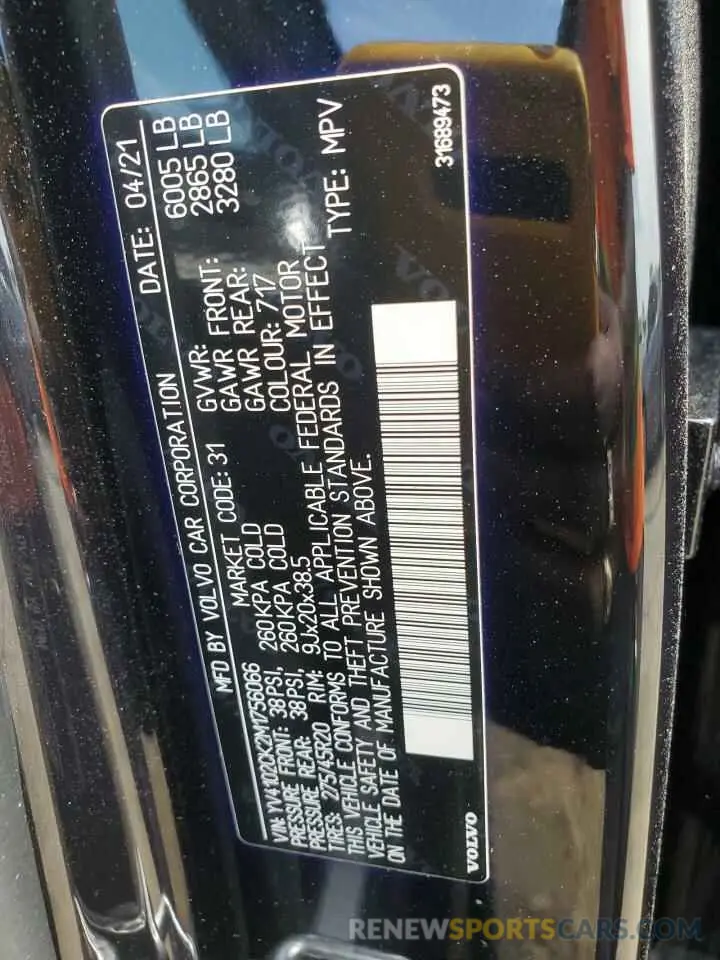 MFD BY VOLVO CAR CORPORATION DATE: 04/21
VIN: YV4102CK2M1756066 MARKET CODE: 31 GVWR: 6005 LB
PRESSURE FRONT: 38PSI, 260KPA COLD GAWR FRONT: 2865 LB
PRESSURE REAR: 38PSI, 260KPA COLD GAWR REAR: 3280 LB
TIRES: 275/45R20 RIM: 9Jx20x38.5 COLOUR: 717
THIS VEHICLE CONFORMS TO ALL APPLICABLE FEDERAL MOTOR
VEHICLE SAFETY AND THEFT PREVENTION STANDARDS IN EFFECT
ON THE DATE OF MANUFACTURE SHOWN ABOVE. TYPE: MPV
VOLVO 31689473
RENEWSPORTSCARS.COM